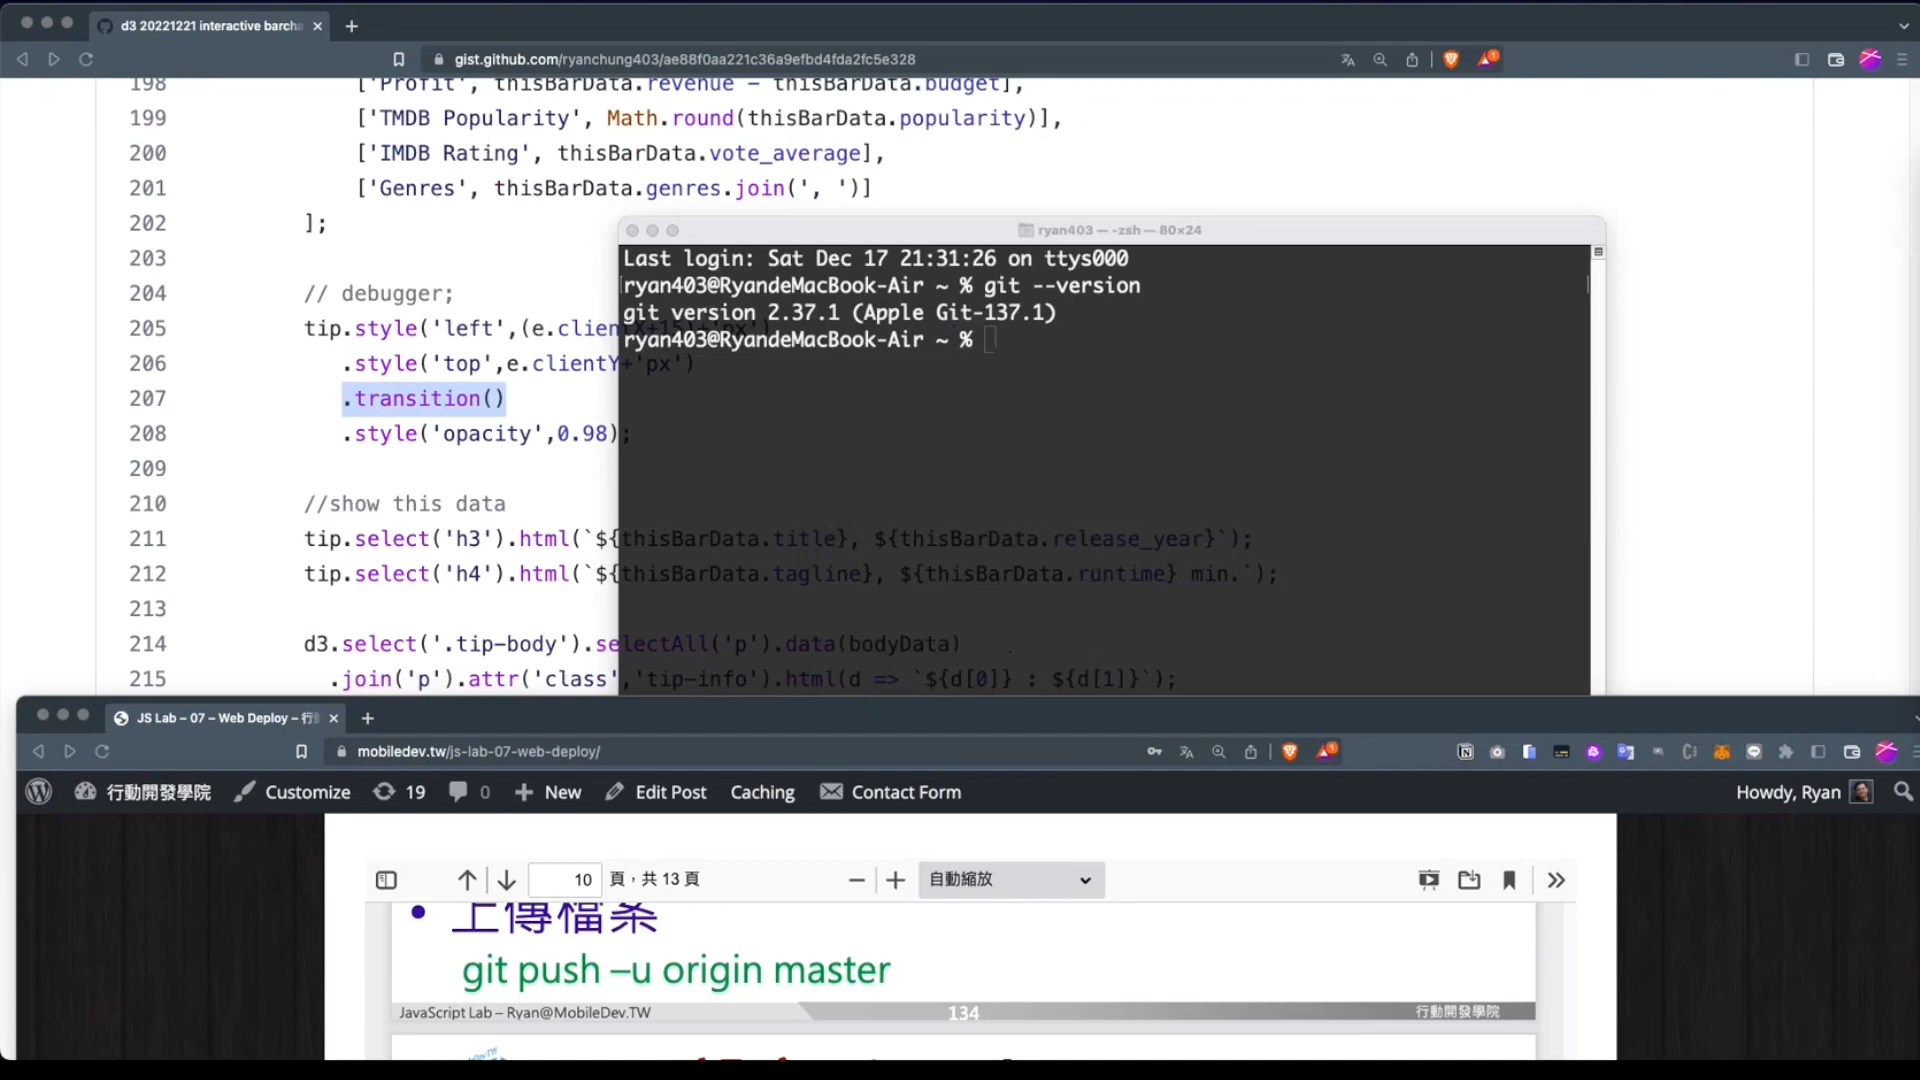 d3 20221221 interactive barcha
gist.github.com/ryanchung403/ae88f0aa221c36a9efbd4fda2fc5e328
198 ['Profit', thisBarData.revenue - thisBarData.budget],
199 ['TMDB Popularity', Math.round(thisBarData.popularity)],
200 ['IMDB Rating', thisBarData.vote_average],
201 ['Genres', thisBarData.genres.join(', ')]
202 ];
203
204 // debugger;
205 tip.style('left',(e.clientX+15)+'px')
206 .style('top',e.clientY+'px')
207 .transition()
208 .style('opacity',0.98);
209
210 //show this data
211 tip.select('h3').html(`${thisBarData.title}, ${thisBarData.release_year}`);
212 tip.select('h4').html(`${thisBarData.tagline}, ${thisBarData.runtime} min.`);
213
214 d3.select('.tip-body').selectAll('p').data(bodyData)
215 .join('p').attr('class','tip-info').html(d => `${d[0]} : ${d[1]}`);
ryan403 — -zsh — 80×24
Last login: Sat Dec 17 21:31:26 on ttys000
ryan403@RyandeMacBook-Air ~ % git --version
git version 2.37.1 (Apple Git-137.1)
ryan403@RyandeMacBook-Air ~ %
JS Lab – 07 – Web Deploy – 行
mobiledev.tw/js-lab-07-web-deploy/
行動開發學院 Customize 19 0 New Edit Post Caching Contact Form Howdy, Ryan
10 頁，共 13 頁 自動縮放
• 上傳檔案
git push –u origin master
JavaScript Lab – Ryan@MobileDev.TW 134 行動開發學院